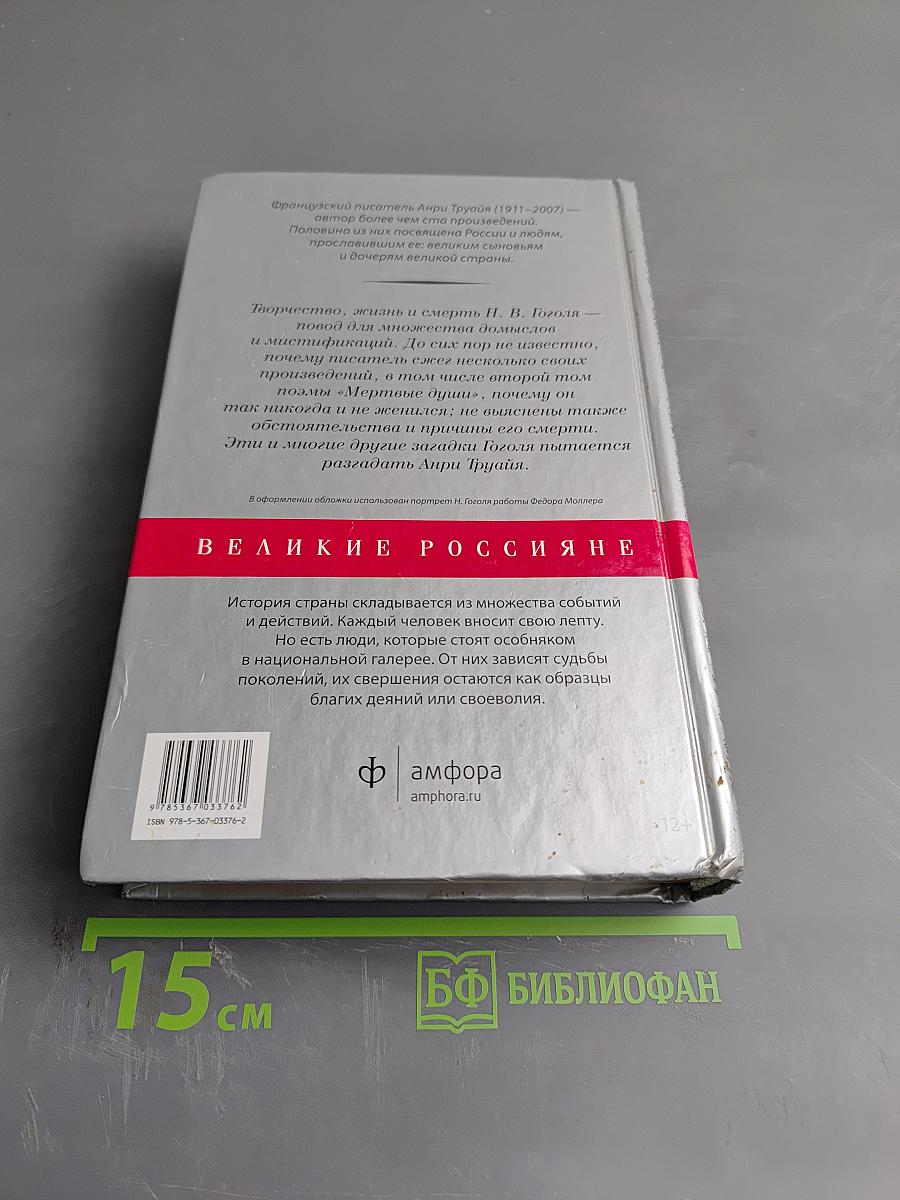 Французский писатель Анри Труайя (1911–2007) —
автор более чем ста произведений.
Половина из них посвящена России и людям,
прославившим ее: великим сыновьям
и дочерям великой страны.
Творчество, жизнь и смерть Н. В. Гоголя —
повод для множества домыслов
и мистификаций. До сих пор не известно,
почему писатель сжег несколько своих
произведений, в том числе второй том
поэмы «Мертвые души», почему он
так никогда и не женился; не выяснены также
обстоятельства и причины его смерти.
Эти и многие другие загадки Гоголя пытается
разгадать Анри Труайя.
В оформлении обложки использован портрет Н. Гоголя работы Федора Моллера
ВЕЛИКИЕ РОССИЯНЕ
История страны складывается из множества событий
и действий. Каждый человек вносит свою лепту.
Но есть люди, которые стоят особняком
в национальной галерее. От них зависят судьбы
поколений, их свершения остаются как образцы
благих деяний или своеволия.
9 785367 033762
ISBN 978-5-367-03376-2
амфора
amphora.ru
12+
15 см
БФ БИБЛИОФАН